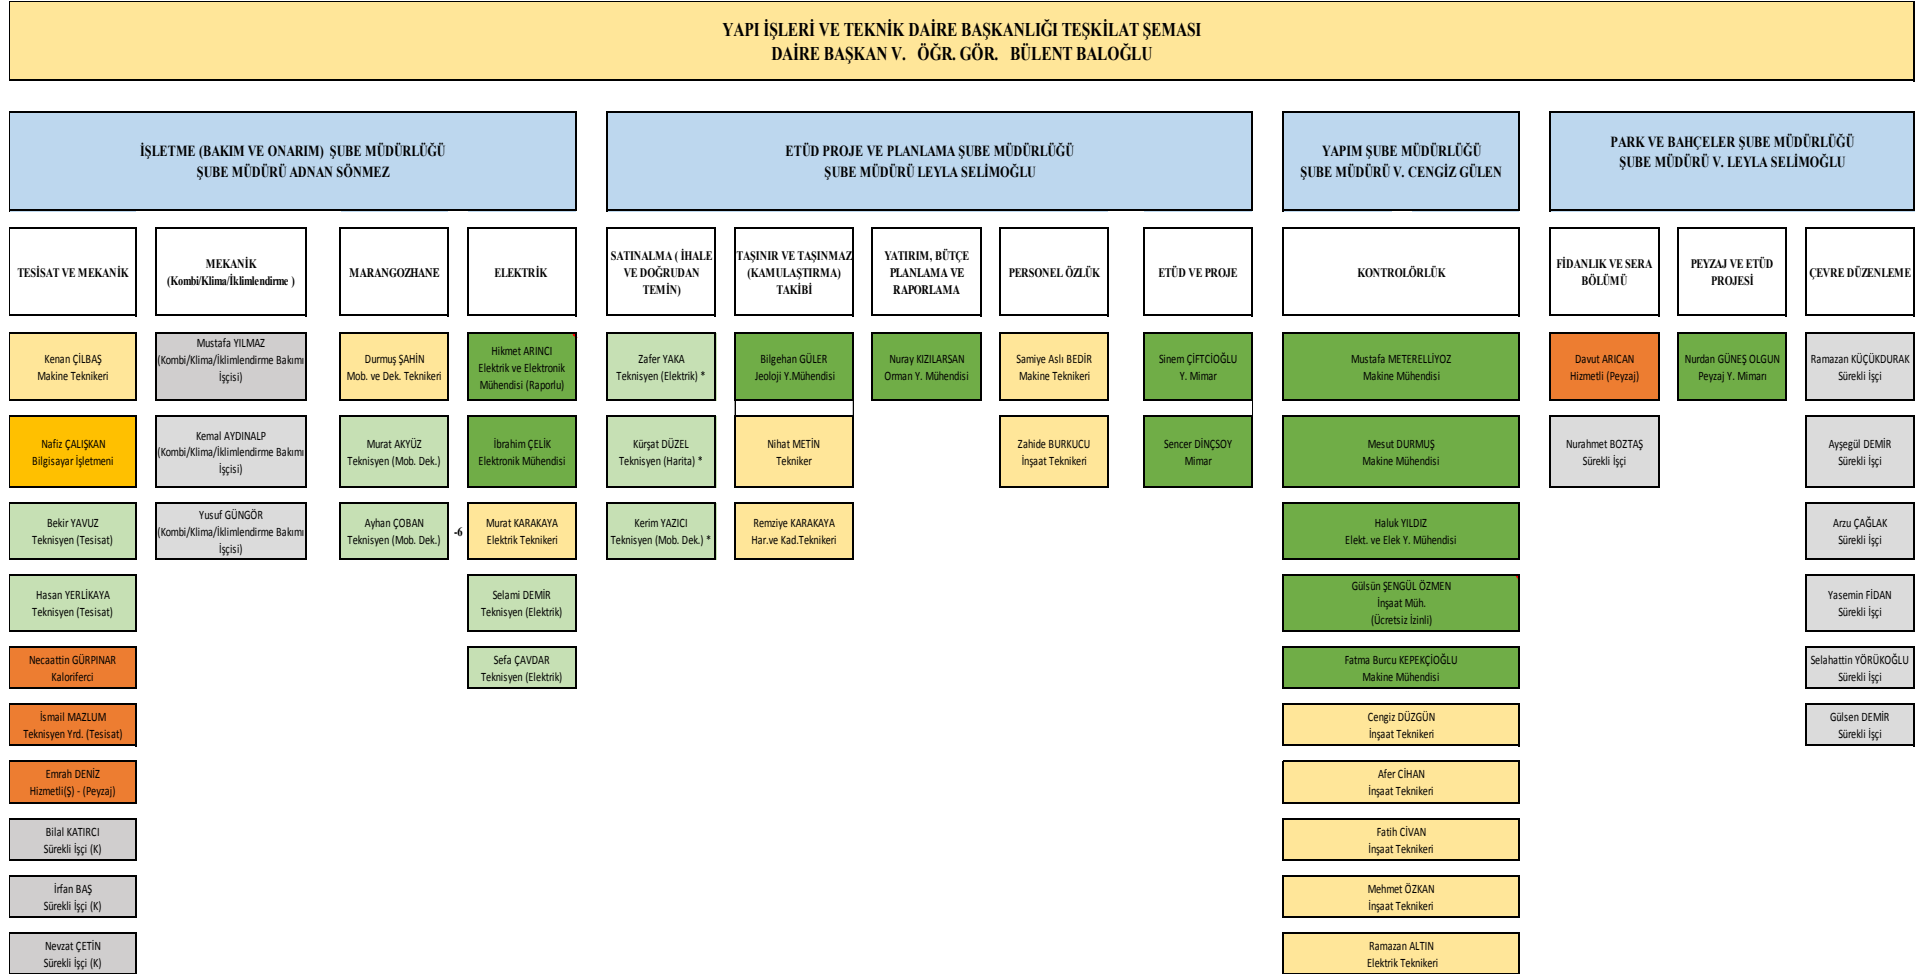 YAPI İŞLERİ VE TEKNİK DAİRE BAŞKANLIĞI TEŞKİLAT ŞEMASI
DAİRE BAŞKAN V. ÖĞR. GÖR. BÜLENT BALOĞLU
İŞLETME (BAKIM VE ONARIM) ŞUBE MÜDÜRLÜĞÜ
ŞUBE MÜDÜRÜ ADNAN SÖNMEZ
ETÜD PROJE VE PLANLAMA ŞUBE MÜDÜRLÜĞÜ
ŞUBE MÜDÜRÜ LEYLA SELİMOĞLU
YAPIM ŞUBE MÜDÜRLÜĞÜ
ŞUBE MÜDÜRÜ V. CENGİZ GÜLEN
PARK VE BAHÇELER ŞUBE MÜDÜRLÜĞÜ
ŞUBE MÜDÜRÜ V. LEYLA SELİMOĞLU
TESİSAT VE MEKANİK
MEKANİK
(Kombi/Klima/İklimlendirme )
MARANGOZHANE
ELEKTRİK
SATINALMA ( İHALE
VE DOĞRUDAN
TEMİN)
TAŞINIR VE TAŞINMAZ
(KAMULAŞTIRMA)
TAKİBİ
YATIRIM, BÜTÇE
PLANLAMA VE
RAPORLAMA
PERSONEL ÖZLÜK
ETÜD VE PROJE
KONTROLÖRLÜK
FİDANLIK VE SERA
BÖLÜMÜ
PEYZAJ VE ETÜD
PROJESİ
ÇEVRE DÜZENLEME
Kenan ÇİLBAŞ
Makine Teknikeri
Mustafa YILMAZ
(Kombi/Klima/İklimlendirme Bakımı
İşçisi)
Durmuş ŞAHİN
Mob. ve Dek. Teknikeri
Hikmet ARINCI
Elektrik ve Elektronik
Mühendisi (Raporlu)
Zafer YAKA
Teknisyen (Elektrik) *
Bilgehan GÜLER
Jeoloji Y.Mühendisi
Nuray KIZILARSAN
Orman Y. Mühendisi
Samiye Aslı BEDİR
Makine Teknikeri
Sinem ÇİFTCİOĞLU
Y. Mimar
Mustafa METERELLİYOZ
Makine Mühendisi
Davut ARICAN
Hizmetli (Peyzaj)
Nurdan GÜNEŞ OLGUN
Peyzaj Y. Mimarı
Ramazan KÜÇÜKDURAK
Sürekli İşçi
Nafiz ÇALIŞKAN
Bilgisayar İşletmeni
Kemal AYDINALP
(Kombi/Klima/İklimlendirme Bakımı
İşçisi)
Murat AKYÜZ
Teknisyen (Mob. Dek.)
İbrahim ÇELİK
Elektronik Mühendisi
Kürşat DÜZEL
Teknisyen (Harita) *
Nihat METİN
Tekniker
Zahide BURKUCU
İnşaat Teknikeri
Sencer DİNÇSOY
Mimar
Mesut DURMUŞ
Makine Mühendisi
Nurahmet BOZTAŞ
Sürekli İşçi
Ayşegül DEMİR
Sürekli İşçi
Bekir YAVUZ
Teknisyen (Tesisat)
Yusuf GÜNGÖR
(Kombi/Klima/İklimlendirme Bakımı
İşçisi)
Ayhan ÇOBAN
Teknisyen (Mob. Dek.)
-6
Murat KARAKAYA
Elektrik Teknikeri
Kerim YAZICI
Teknisyen (Mob. Dek.) *
Remziye KARAKAYA
Har.ve Kad.Teknikeri
Haluk YILDIZ
Elekt. ve Elek Y. Mühendisi
Arzu ÇAĞLAK
Sürekli İşçi
Hasan YERLİKAYA
Teknisyen (Tesisat)
Selami DEMİR
Teknisyen (Elektrik)
Gülsün ŞENGÜL ÖZMEN
İnşaat Müh.
(Ücretsiz İzinli)
Yasemin FİDAN
Sürekli İşçi
Necaattin GÜRPINAR
Kaloriferci
Sefa ÇAVDAR
Teknisyen (Elektrik)
Fatma Burcu KEPEKÇİOĞLU
Makine Mühendisi
Selahattin YÖRÜKOĞLU
Sürekli İşçi
İsmail MAZLUM
Teknisyen Yrd. (Tesisat)
Cengiz DÜZGÜN
İnşaat Teknikeri
Gülsen DEMİR
Sürekli İşçi
Emrah DENİZ
Hizmetli(Ş) - (Peyzaj)
Afer CİHAN
İnşaat Teknikeri
Bilal KATIRCI
Sürekli İşçi (K)
Fatih CİVAN
İnşaat Teknikeri
İrfan BAŞ
Sürekli İşçi (K)
Mehmet ÖZKAN
İnşaat Teknikeri
Nevzat ÇETİN
Sürekli İşçi (K)
Ramazan ALTIN
Elektrik Teknikeri